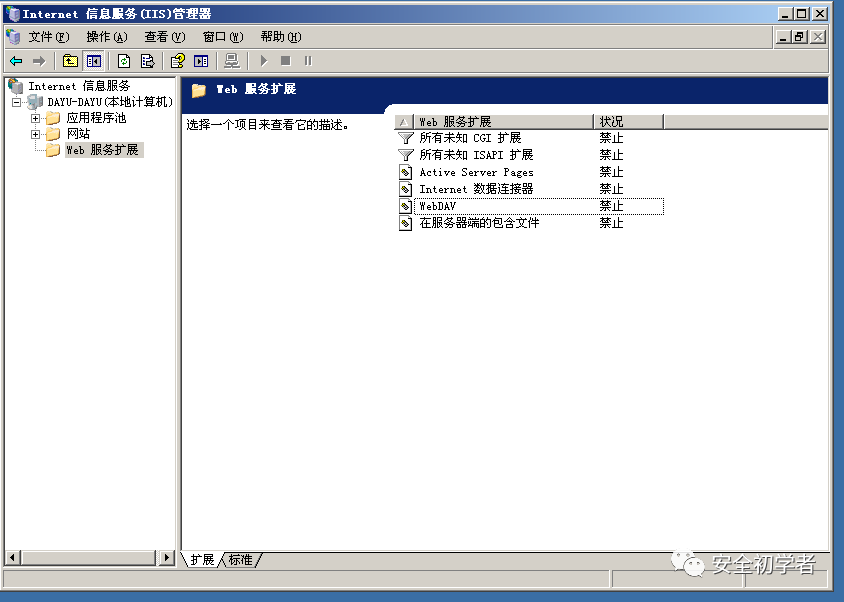 Internet 信息服务(IIS)管理器
文件(F) 操作(A) 查看(V) 窗口(W) 帮助(H)
Internet 信息服务
DAYU-DAYU(本地计算机)
应用程序池
网站
Web 服务扩展
Web 服务扩展
选择一个项目来查看它的描述。
Web 服务扩展 状况
所有未知 CGI 扩展 禁止
所有未知 ISAPI 扩展 禁止
Active Server Pages 禁止
Internet 数据连接器 禁止
WebDAV 禁止
在服务器端的包含文件 禁止
扩展 标准
安全初学者